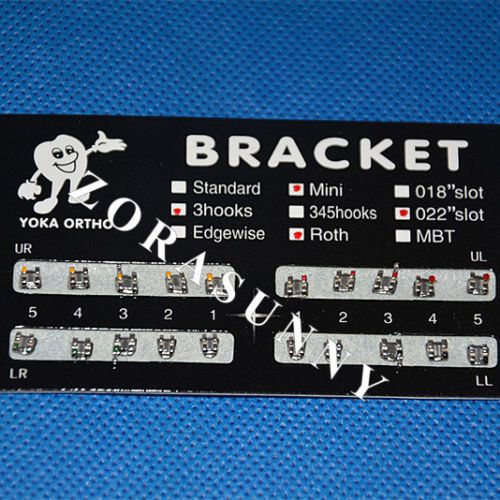 BRACKET
Standard Mini 018"slot
3hooks 345hooks 022"slot
Edgewise Roth MBT
YOKA ORTHO
UR UL
5 4 3 2 1 1 2 3 4 5
LR LL
ZORASUNNY